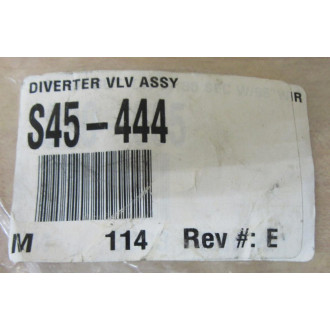 DIVERTER VLV ASSY
S45-444
M 114 Rev #: E